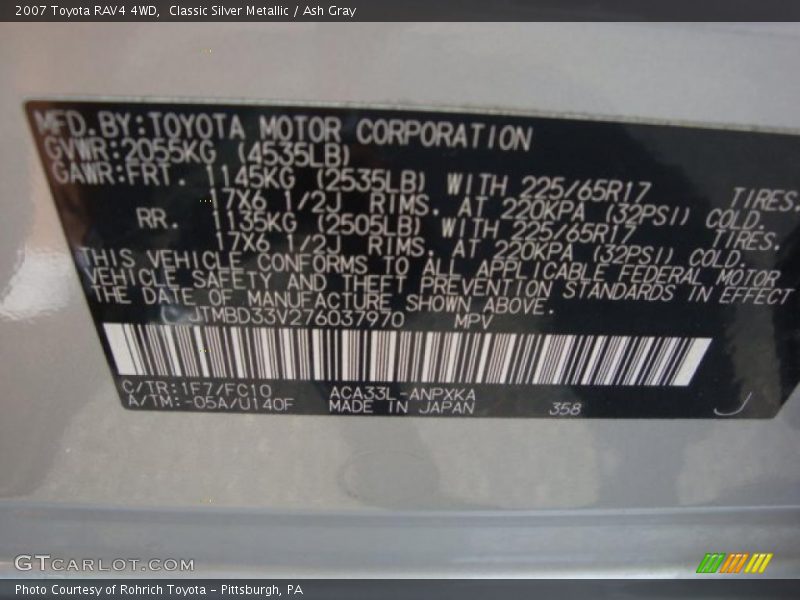 2007 Toyota RAV4 4WD, Classic Silver Metallic / Ash Gray
MFD.BY:TOYOTA MOTOR CORPORATION
GVWR:2055KG (4535LB)
GAWR:FRT. 1145KG (2535LB) WITH 225/65R17 TIRES.
17X6 1/2J RIMS. AT 220KPA (32PSI) COLD.
RR. 1135KG (2505LB) WITH 225/65R17 TIRES.
17X6 1/2J RIMS. AT 220KPA (32PSI) COLD.
THIS VEHICLE CONFORMS TO ALL APPLICABLE FEDERAL MOTOR
VEHICLE SAFETY AND THEFT PREVENTION STANDARDS IN EFFECT
THE DATE OF MANUFACTURE SHOWN ABOVE.
JTMBD33V276037970 MPV
C/TR:1F7/FC10 ACA33L-ANPXKA
A/TM:-05A/U140F MADE IN JAPAN 358
GTCARLOT.COM
Photo Courtesy of Rohrich Toyota - Pittsburgh, PA